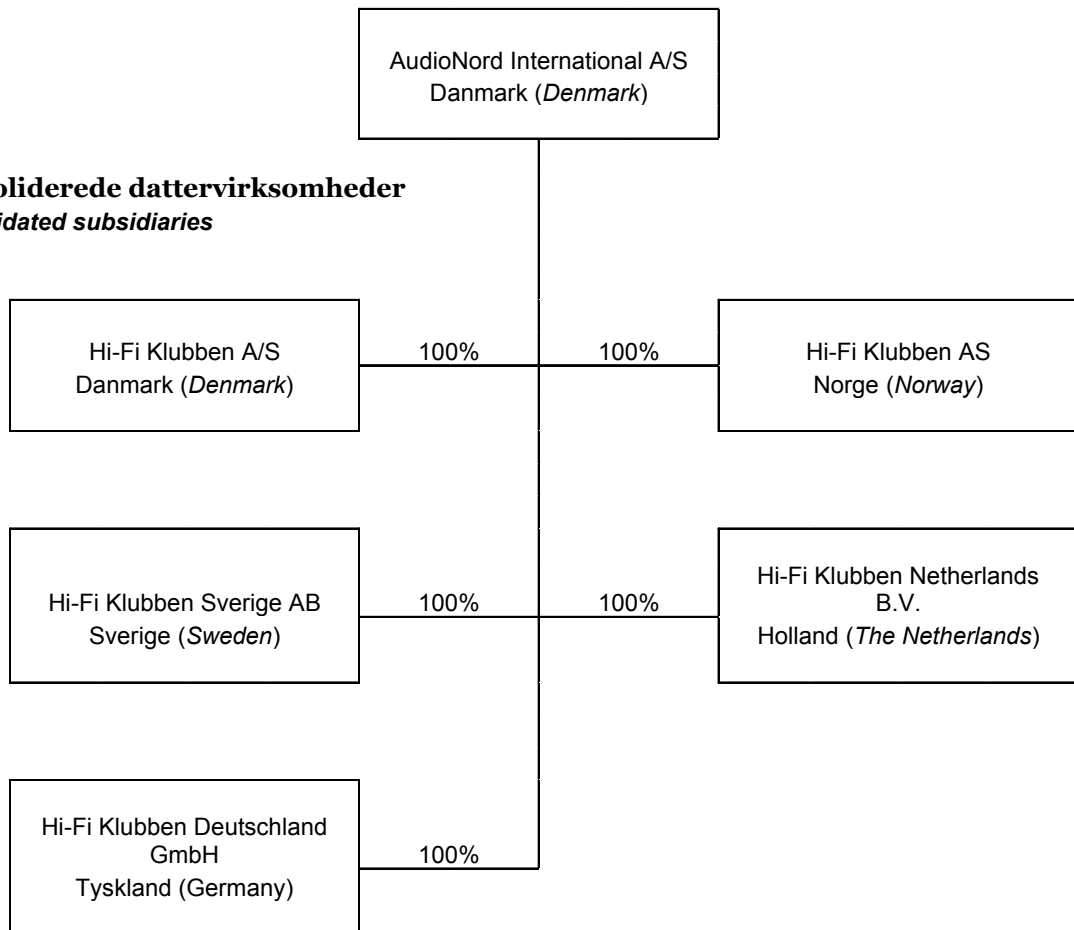 AudioNord International A/S
Danmark (Denmark)
oliderede dattervirksomheder
idated subsidiaries
Hi-Fi Klubben A/S
Danmark (Denmark)
100%
100%
Hi-Fi Klubben AS
Norge (Norway)
Hi-Fi Klubben Sverige AB
Sverige (Sweden)
100%
100%
Hi-Fi Klubben Netherlands
B.V.
Holland (The Netherlands)
Hi-Fi Klubben Deutschland
GmbH
Tyskland (Germany)
100%